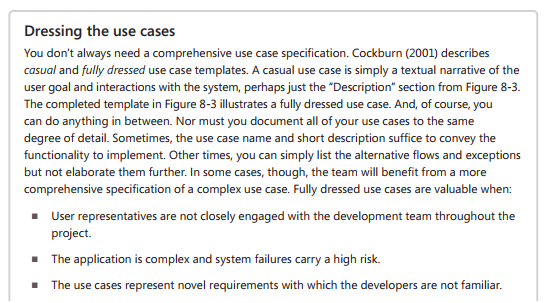 Dressing the use cases
You don’t always need a comprehensive use case specification. Cockburn (2001) describes
casual and fully dressed use case templates. A casual use case is simply a textual narrative of the
user goal and interactions with the system, perhaps just the “Description” section from Figure 8-3.
The completed template in Figure 8-3 illustrates a fully dressed use case. And, of course, you
can do anything in between. Nor must you document all of your use cases to the same
degree of detail. Sometimes, the use case name and short description suffice to convey the
functionality to implement. Other times, you can simply list the alternative flows and exceptions
but not elaborate them further. In some cases, though, the team will benefit from a more
comprehensive specification of a complex use case. Fully dressed use cases are valuable when:
■ User representatives are not closely engaged with the development team throughout the
project.
■ The application is complex and system failures carry a high risk.
■ The use cases represent novel requirements with which the developers are not familiar.